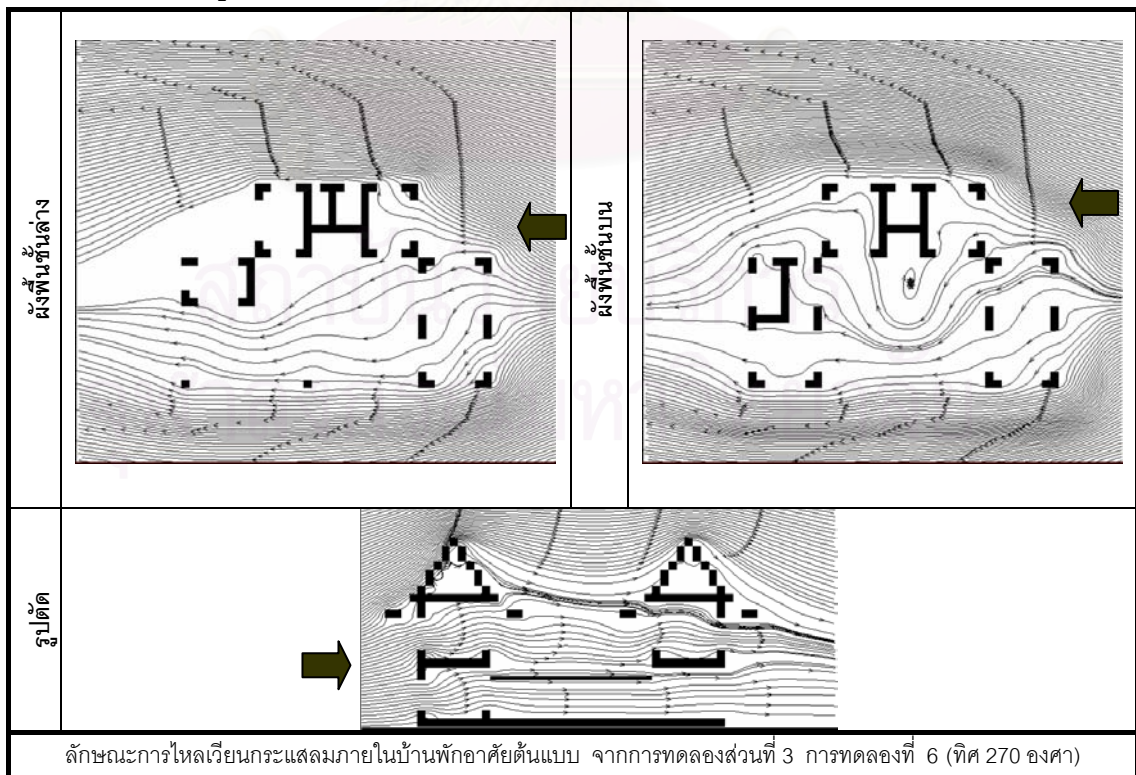 ผังพื้นชั้นล่าง
ผังพื้นชั้นบน
รูปตัด
ลักษณะการไหลเวียนกระแสลมภายในบ้านพักอาศัยต้นแบบ จากการทดลองส่วนที่ 3 การทดลองที่ 6 (ทิศ 270 องศา)